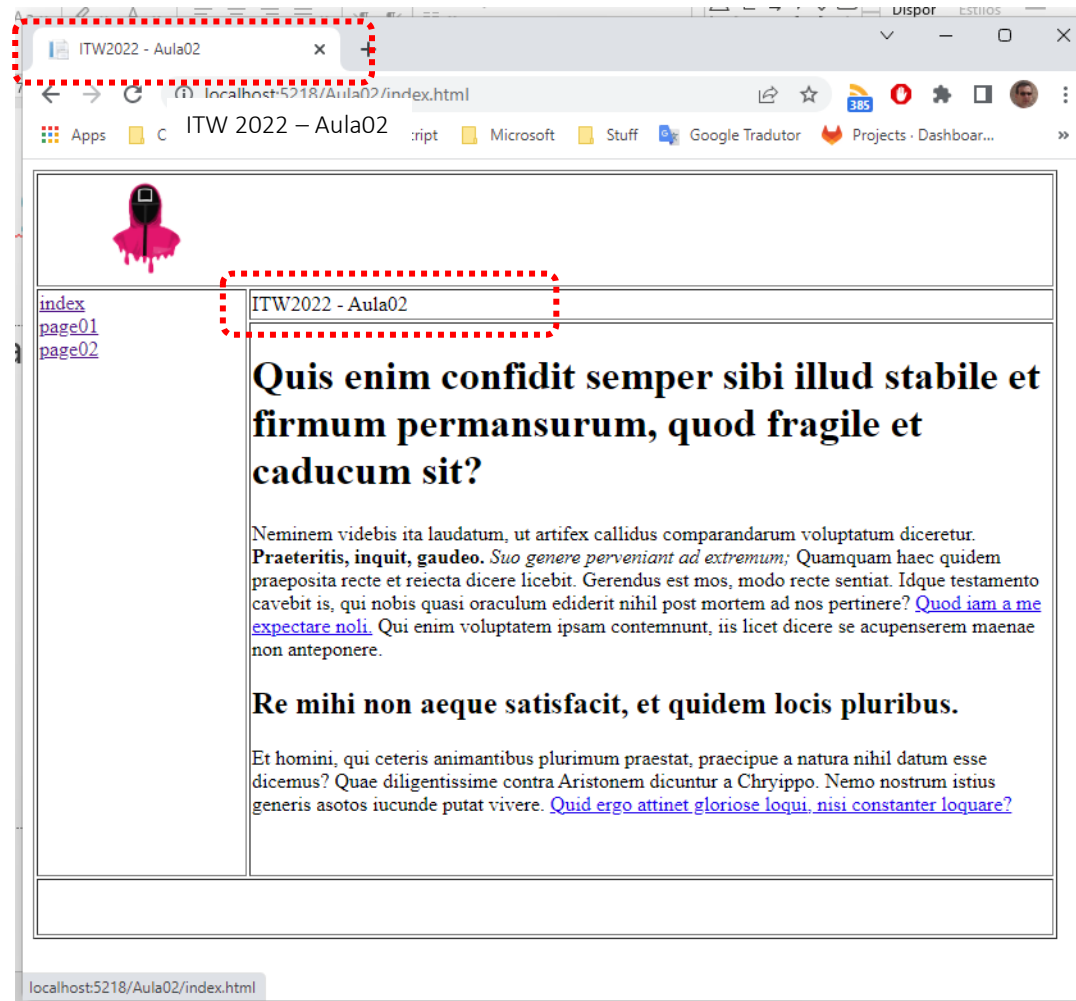 Dispor Estilos
ITW2022 - Aula02
localhost:5218/Aula02/index.html
385
ITW 2022 – Aula02
Apps C :ript Microsoft Stuff Google Tradutor Projects · Dashboar... »
index
page01
page02
ITW2022 - Aula02
Quis enim confidit semper sibi illud stabile et
firmum permansurum, quod fragile et
caducum sit?
Neminem videbis ita laudatum, ut artifex callidus comparandarum voluptatum diceretur.
Praeteritis, inquit, gaudeo. Suo genere perveniant ad extremum; Quamquam haec quidem
praeposita recte et reiecta dicere licebit. Gerendus est mos, modo recte sentiat. Idque testamento
cavebit is, qui nobis quasi oraculum ediderit nihil post mortem ad nos pertinere? Quod iam a me
expectare noli. Qui enim voluptatem ipsam contemnunt, iis licet dicere se acupenserem maenae
non anteponere.
Re mihi non aeque satisfacit, et quidem locis pluribus.
Et homini, qui ceteris animantibus plurimum praestat, praecipue a natura nihil datum esse
dicemus? Quae diligentissime contra Aristonem dicuntur a Chryippo. Nemo nostrum istius
generis asotos iucunde putat vivere. Quid ergo attinet gloriose loqui, nisi constanter loquare?
localhost:5218/Aula02/index.html